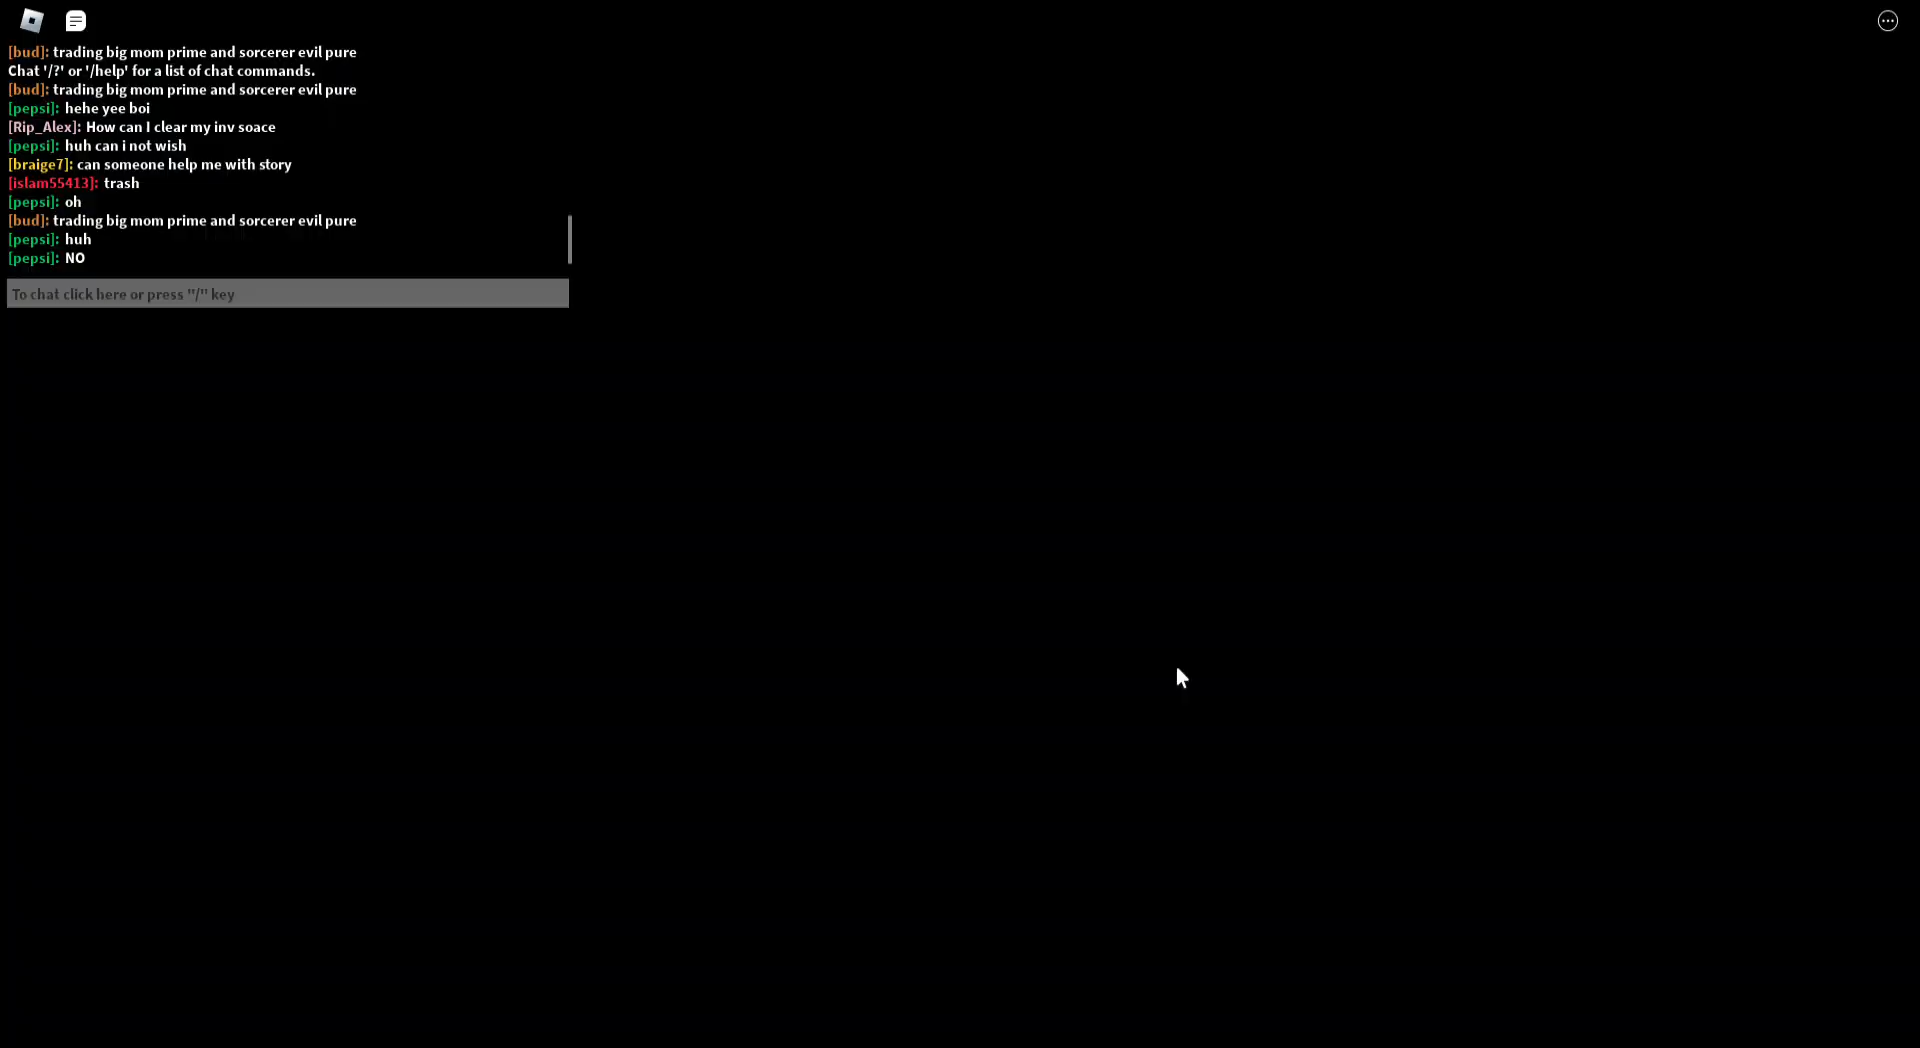 [bud]: trading big mom prime and sorcerer evil pure
Chat '/?' or '/help' for a list of chat commands.
[bud]: trading big mom prime and sorcerer evil pure
[pepsi]: hehe yee boi
[Rip_Alex]: How can I clear my inv soace
[pepsi]: huh can i not wish
[braige7]: can someone help me with story
[islam55413]: trash
[pepsi]: oh
[bud]: trading big mom prime and sorcerer evil pure
[pepsi]: huh
[pepsi]: NO
To chat click here or press "/" key